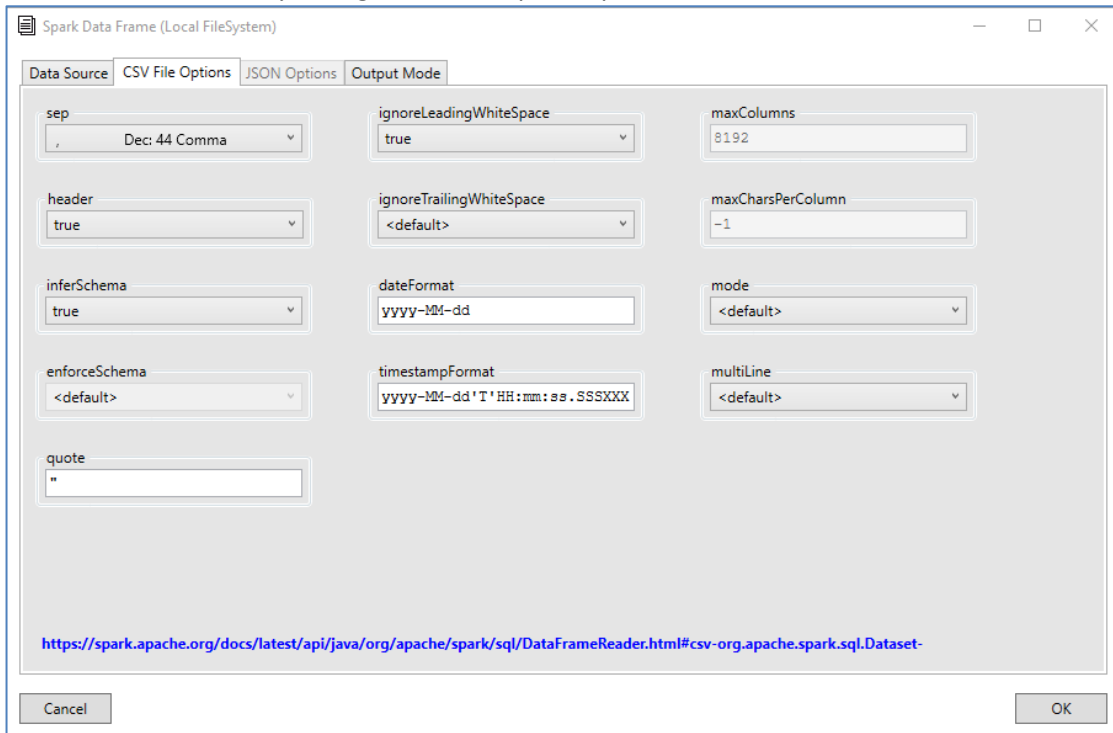 Spark Data Frame (Local FileSystem)
Data Source CSV File Options JSON Options Output Mode
sep ignoreLeadingWhiteSpace maxColumns
, Dec: 44 Comma true 8192
header ignoreTrailingWhiteSpace maxCharsPerColumn
true <default> -1
inferSchema dateFormat mode
true yyyy-MM-dd <default>
enforceSchema timestampFormat multiLine
<default> yyyy-MM-dd'T'HH:mm:ss.SSSXXX <default>
quote
"
https://spark.apache.org/docs/latest/api/java/org/apache/spark/sql/DataFrameReader.html#csv-org.apache.spark.sql.Dataset-
Cancel OK